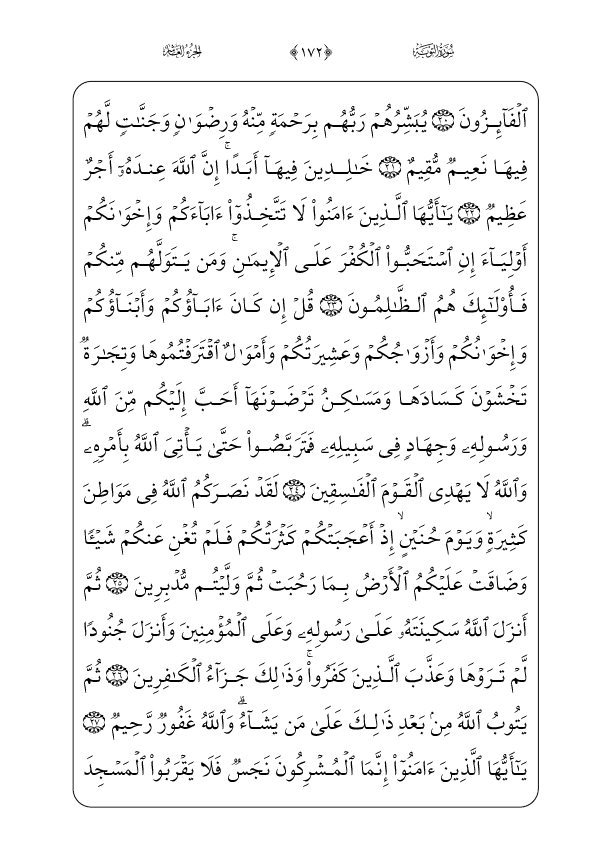 سُورَةُ التَّوْبَةِ ﴿١٧٢﴾ الجُزْءُ العَاشِرُ
ٱلۡفَآئِزُونَ ٢٠ يُبَشِّرُهُمۡ رَبُّهُم بِرَحۡمَةٖ مِّنۡهُ وَرِضۡوَٰنٖ وَجَنَّٰتٖ لَّهُمۡ
فِيهَا نَعِيمٞ مُّقِيمٌ ٢١ خَٰلِدِينَ فِيهَآ أَبَدًاۚ إِنَّ ٱللَّهَ عِندَهُۥٓ أَجۡرٌ
عَظِيمٞ ٢٢ يَٰٓأَيُّهَا ٱلَّذِينَ ءَامَنُواْ لَا تَتَّخِذُوٓاْ ءَابَآءَكُمۡ وَإِخۡوَٰنَكُمۡ
أَوۡلِيَآءَ إِنِ ٱسۡتَحَبُّواْ ٱلۡكُفۡرَ عَلَى ٱلۡإِيمَٰنِۚ وَمَن يَتَوَلَّهُم مِّنكُمۡ
فَأُوْلَٰٓئِكَ هُمُ ٱلظَّٰلِمُونَ ٢٣ قُلۡ إِن كَانَ ءَابَآؤُكُمۡ وَأَبۡنَآؤُكُمۡ
وَإِخۡوَٰنُكُمۡ وَأَزۡوَٰجُكُمۡ وَعَشِيرَتُكُمۡ وَأَمۡوَٰلٌ ٱقۡتَرَفۡتُمُوهَا وَتِجَٰرَةٞ
تَخۡشَوۡنَ كَسَادَهَا وَمَسَٰكِنُ تَرۡضَوۡنَهَآ أَحَبَّ إِلَيۡكُم مِّنَ ٱللَّهِ
وَرَسُولِهِۦ وَجِهَادٖ فِي سَبِيلِهِۦ فَتَرَبَّصُواْ حَتَّىٰ يَأۡتِيَ ٱللَّهُ بِأَمۡرِهِۦۗ
وَٱللَّهُ لَا يَهۡدِي ٱلۡقَوۡمَ ٱلۡفَٰسِقِينَ ٢٤ لَقَدۡ نَصَرَكُمُ ٱللَّهُ فِي مَوَاطِنَ
كَثِيرَةٖۙ وَيَوۡمَ حُنَيۡنٍۙ إِذۡ أَعۡجَبَتۡكُمۡ كَثۡرَتُكُمۡ فَلَمۡ تُغۡنِ عَنكُمۡ شَيۡـٔٗا
وَضَاقَتۡ عَلَيۡكُمُ ٱلۡأَرۡضُ بِمَا رَحُبَتۡ ثُمَّ وَلَّيۡتُم مُّدۡبِرِينَ ٢٥ ثُمَّ
أَنزَلَ ٱللَّهُ سَكِينَتَهُۥ عَلَىٰ رَسُولِهِۦ وَعَلَى ٱلۡمُؤۡمِنِينَ وَأَنزَلَ جُنُودٗا
لَّمۡ تَرَوۡهَا وَعَذَّبَ ٱلَّذِينَ كَفَرُواْۚ وَذَٰلِكَ جَزَآءُ ٱلۡكَٰفِرِينَ ٢٦ ثُمَّ
يَتُوبُ ٱللَّهُ مِنۢ بَعۡدِ ذَٰلِكَ عَلَىٰ مَن يَشَآءُۗ وَٱللَّهُ غَفُورٞ رَّحِيمٞ ٢٧
يَٰٓأَيُّهَا ٱلَّذِينَ ءَامَنُوٓاْ إِنَّمَا ٱلۡمُشۡرِكُونَ نَجَسٞ فَلَا يَقۡرَبُواْ ٱلۡمَسۡجِدَ